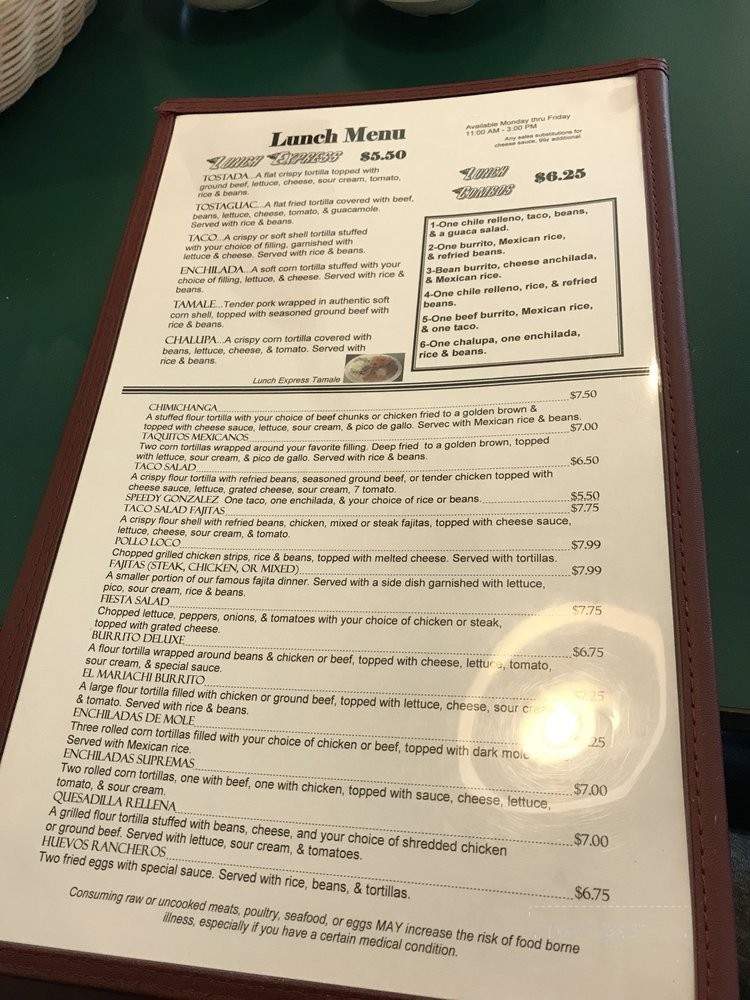 Lunch Menu
LUNCH EXPRESS $5.50
TOSTADA...A flat crispy tortilla topped with
ground beef, lettuce, cheese, sour cream, tomato,
rice & beans.
TOSTAGUAC...A flat fried tortilla covered with beef,
beans, lettuce, cheese, tomato, & guacamole.
Served with rice & beans.
TACO...A crispy or soft shell tortilla stuffed
with your choice of filling, garnished with
lettuce & cheese. Served with rice & beans.
ENCHILADA...A soft corn tortilla stuffed with your
choice of filling, lettuce, & cheese. Served with rice &
beans.
TAMALE...Tender pork wrapped in authentic soft
corn shell, topped with seasoned ground beef with
rice & beans.
CHALUPA...A crispy corn tortilla covered with
beans, lettuce, cheese, & tomato. Served with
rice & beans.
Lunch Express Tamale
Available Monday thru Friday
11:00 AM - 3:00 PM
Any sales substitutions for
cheese sauce, 99¢ additional.
LUNCH
COMBOS $6.25
1-One chile relleno, taco, beans,
& a guaca salad.
2-One burrito, Mexican rice,
& refried beans.
3-Bean burrito, cheese anchilada,
& Mexican rice.
4-One chile relleno, rice, & refried
beans.
5-One beef burrito, Mexican rice,
& one taco.
6-One chalupa, one enchilada,
rice & beans.
CHIMICHANGA $7.50
A stuffed flour tortilla with your choice of beef chunks or chicken fried to a golden brown &
topped with cheese sauce, lettuce, sour cream, & pico de gallo. Servec with Mexican rice & beans.
TAQUITOS MEXICANOS $7.00
Two corn tortillas wrapped around your favorite filling. Deep fried to a golden brown, topped
with lettuce, sour cream, & pico de gallo. Served with rice & beans.
TACO SALAD $6.50
A crispy flour tortilla with refried beans, seasoned ground beef, or tender chicken topped with
cheese sauce, lettuce, grated cheese, sour cream, 7 tomato.
SPEEDY GONZALEZ One taco, one enchilada, & your choice of rice or beans. $5.50
TACO SALAD FAJITAS $7.75
A crispy flour shell with refried beans, chicken, mixed or steak fajitas, topped with cheese sauce,
lettuce, cheese, sour cream, & tomato.
POLLO LOCO $7.99
Chopped grilled chicken strips, rice & beans, topped with melted cheese. Served with tortillas.
FAJITAS (STEAK, CHICKEN, OR MIXED) $7.99
A smaller portion of our famous fajita dinner. Served with a side dish garnished with lettuce,
pico, sour cream, rice & beans.
FIESTA SALAD $7.75
Chopped lettuce, peppers, onions, & tomatoes with your choice of chicken or steak,
topped with grated cheese.
BURRITO DELUXE $6.75
A flour tortilla wrapped around beans & chicken or beef, topped with cheese, lettuce, tomato,
sour cream, & special sauce.
EL MARIACHI BURRITO
A large flour tortilla filled with chicken or ground beef, topped with lettuce, cheese, sour
& tomato. Served with rice & beans.
ENCHILADAS DE MOLE
Three rolled corn tortillas filled with your choice of chicken or beef, topped with dark mole
Served with Mexican rice.
ENCHILADAS SUPREMAS $7.00
Two rolled corn tortillas, one with beef, one with chicken, topped with sauce, cheese, lettuce,
tomato, & sour cream.
QUESADILLA RELLENA $7.00
A grilled flour tortilla stuffed with beans, cheese, and your choice of shredded chicken
or ground beef. Served with lettuce, sour cream, & tomatoes.
HUEVOS RANCHEROS $6.75
Two fried eggs with special sauce. Served with rice, beans, & tortillas.
Consuming raw or uncooked meats, poultry, seafood, or eggs MAY increase the risk of food borne
illness, especially if you have a certain medical condition.